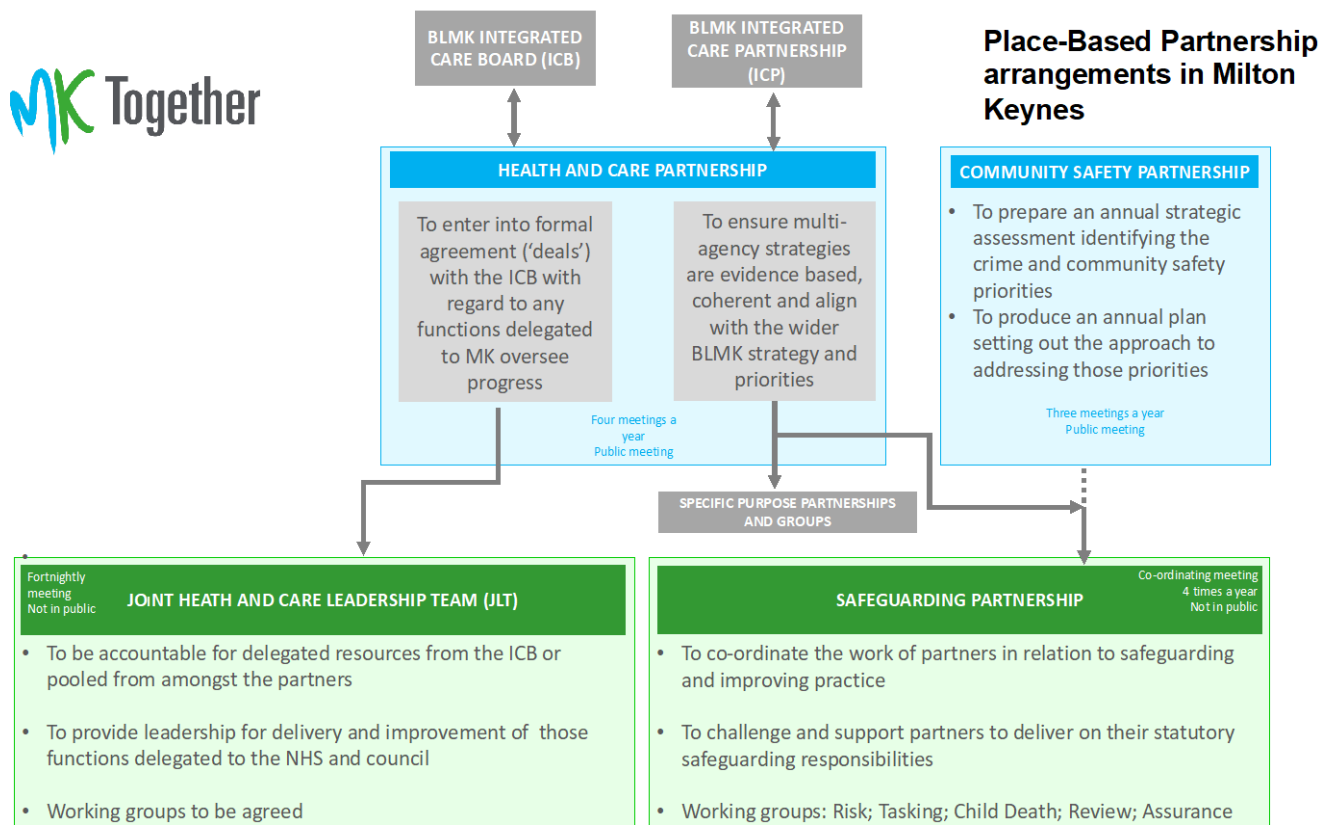 MK Together
BLMK INTEGRATED
CARE BOARD (ICB)
BLMK INTEGRATED
CARE PARTNERSHIP
(ICP)
Place-Based Partnership
arrangements in Milton
Keynes
HEALTH AND CARE PARTNERSHIP
To enter into formal
agreement (‘deals’)
with the ICB with
regard to any
functions delegated
to MK oversee
progress
To ensure multi-
agency strategies
are evidence based,
coherent and align
with the wider
BLMK strategy and
priorities
Four meetings a
year
Public meeting
COMMUNITY SAFETY PARTNERSHIP
• To prepare an annual strategic
assessment identifying the
crime and community safety
priorities
• To produce an annual plan
setting out the approach to
addressing those priorities
Three meetings a year
Public meeting
SPECIFIC PURPOSE PARTNERSHIPS
AND GROUPS
•
Fortnightly
meeting
Not in public
JOiNT HEATH AND CARE LEADERSHIP TEAM (JLT)
• To be accountable for delegated resources from the ICB or
pooled from amongst the partners
• To provide leadership for delivery and improvement of those
functions delegated to the NHS and council
• Working groups to be agreed
SAFEGUARDING PARTNERSHIP
Co-ordinating meeting
4 times a year
Not in public
• To co-ordinate the work of partners in relation to safeguarding
and improving practice
• To challenge and support partners to deliver on their statutory
safeguarding responsibilities
• Working groups: Risk; Tasking; Child Death; Review; Assurance